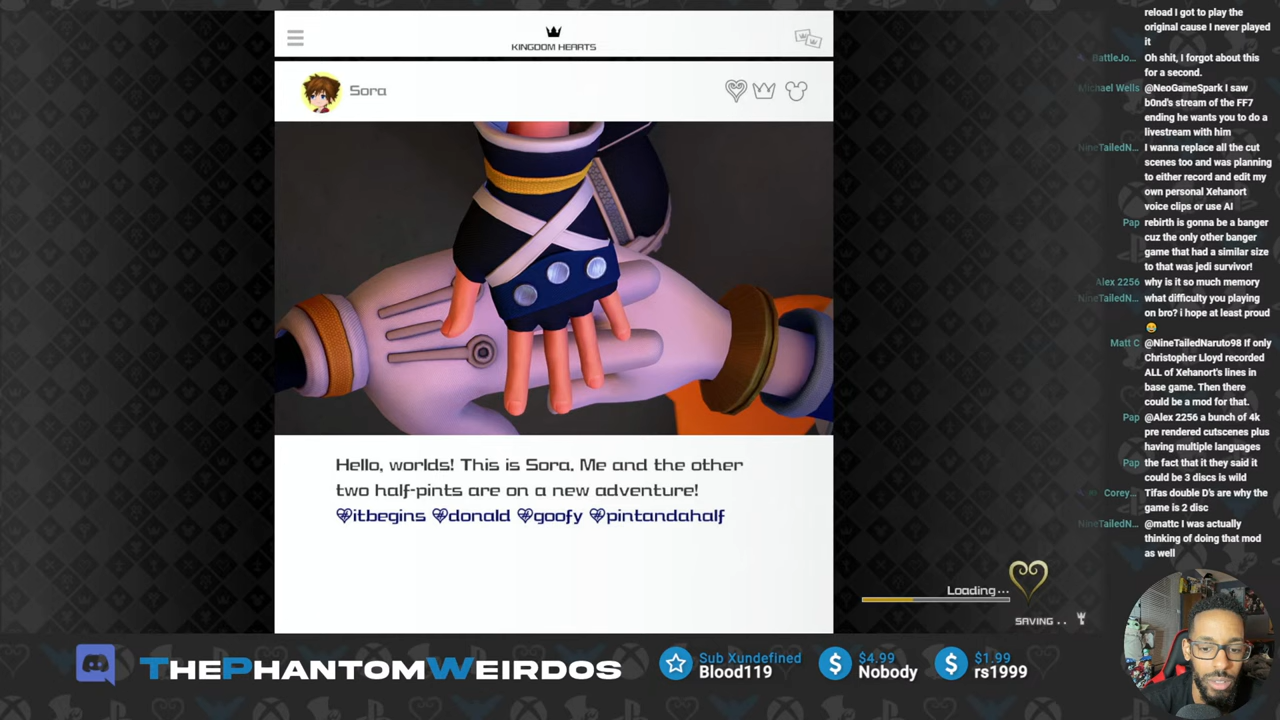 KINGDOM HEARTS
Sora
Hello, worlds! This is Sora. Me and the other
two half-pints are on a new adventure!
itbegins donald goofy pintandahalf
Loading...
SAVING . .
reload I got to play the
original cause I never played
it
BattleJo... Oh shit, I forgot about this
for a second.
Michael Wells @NeoGameSpark I saw
b0nd's stream of the FF7
ending he wants you to do a
livestream with him
NineTailedN... I wanna replace all the cut
scenes too and was planning
to either record and edit my
own personal Xehanort
voice clips or use AI
Pap rebirth is gonna be a banger
cuz the only other banger
game that had a similar size
to that was jedi survivor!
Alex 2256 why is it so much memory
NineTailedN... what difficulty you playing
on bro? i hope at least proud
Matt C @NineTailedNaruto98 If only
Christopher Lloyd recorded
ALL of Xehanort's lines in
base game. Then there
could be a mod for that.
Pap @Alex 2256 a bunch of 4k
pre rendered cutscenes plus
having multiple languages
Pap the fact that it they said it
could be 3 discs is wild
Corey... Tifas double D's are why the
game is 2 disc
NineTailedN... @mattc I was actually
thinking of doing that mod
as well
THEPHANTOMWEIRDOS
Sub Xundefined
Blood119
$4.99
Nobody
$1.99
rs1999